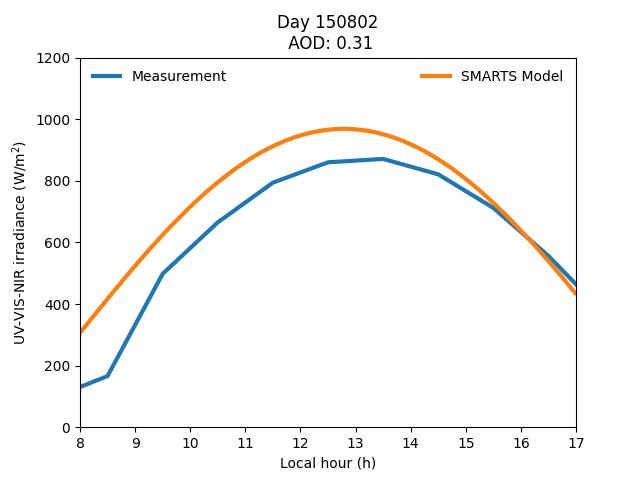 Day 150802
AOD: 0.31
Measurement
SMARTS Model
1200
1000
800
600
400
200
0
UV-VIS-NIR irradiance (W/m²)
8 9 10 11 12 13 14 15 16 17
Local hour (h)